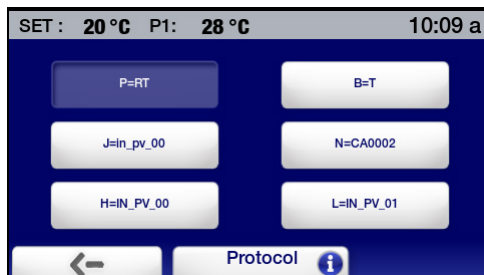 SET : 20 °C P1: 28 °C 10:09 a
P=RT B=T
J=in_pv_00 N=CA0002
H=IN_PV_00 L=IN_PV_01
Protocol i